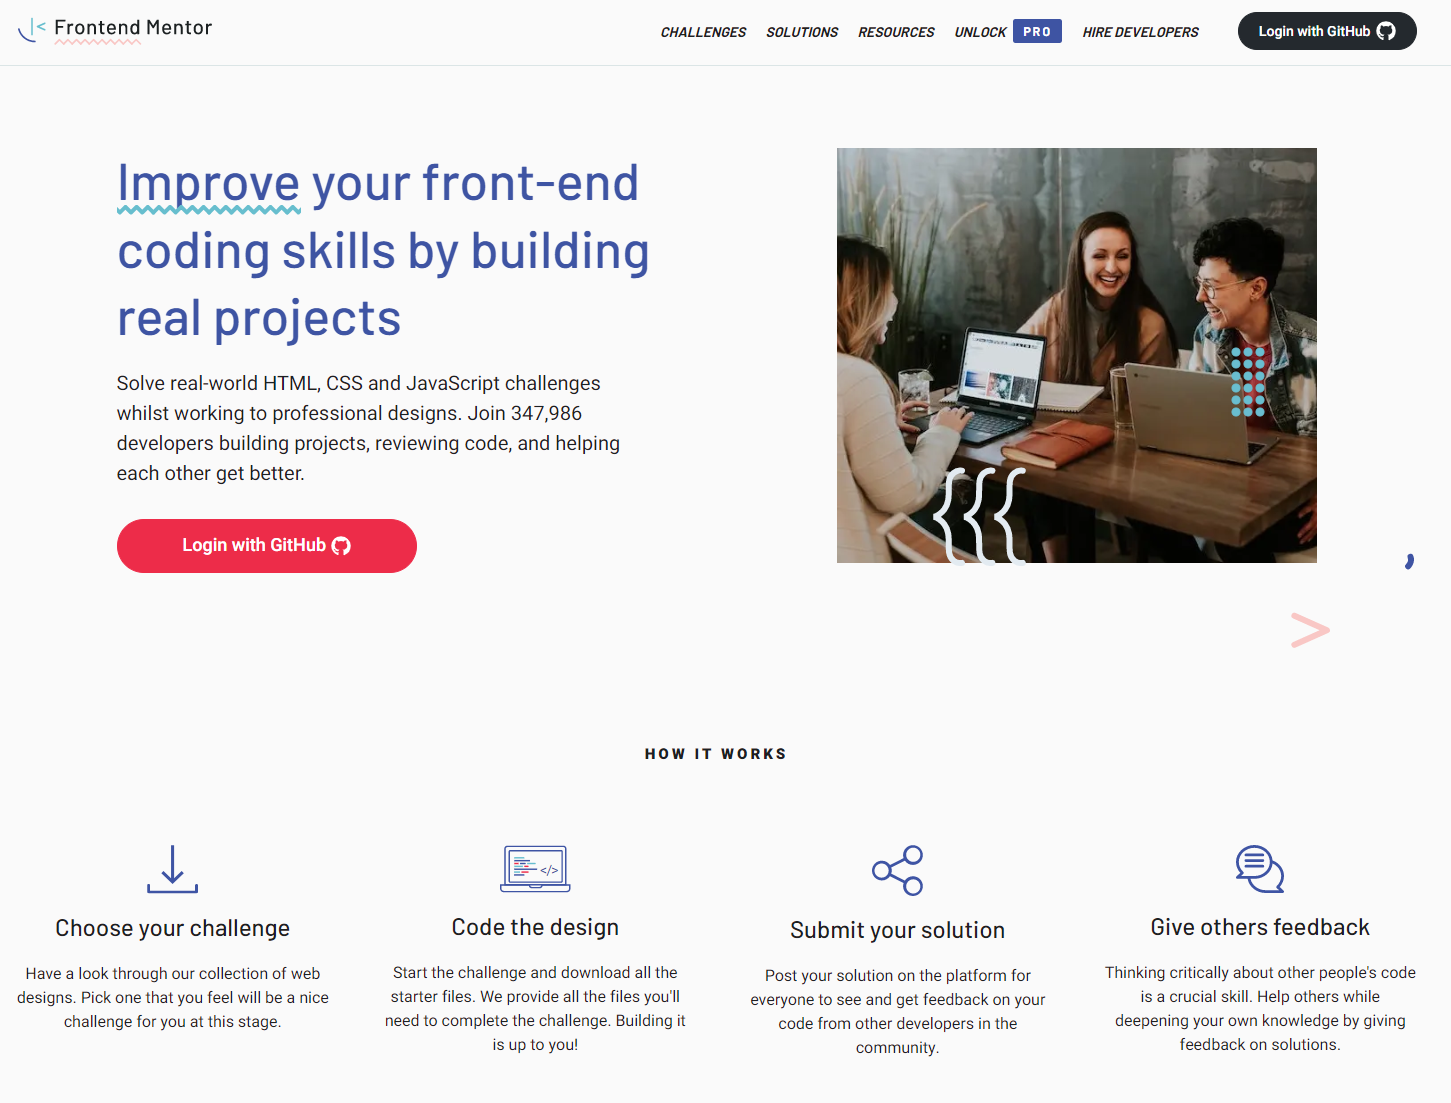 Frontend Mentor
CHALLENGES SOLUTIONS RESOURCES UNLOCK PRO HIRE DEVELOPERS Login with GitHub
Improve your front-end
coding skills by building
real projects
Solve real-world HTML, CSS and JavaScript challenges
whilst working to professional designs. Join 347,986
developers building projects, reviewing code, and helping
each other get better.
Login with GitHub
{{{
,
>
HOW IT WORKS
</>
Choose your challenge
Have a look through our collection of web
designs. Pick one that you feel will be a nice
challenge for you at this stage.
Code the design
Start the challenge and download all the
starter files. We provide all the files you'll
need to complete the challenge. Building it
is up to you!
Submit your solution
Post your solution on the platform for
everyone to see and get feedback on your
code from other developers in the
community.
Give others feedback
Thinking critically about other people's code
is a crucial skill. Help others while
deepening your own knowledge by giving
feedback on solutions.